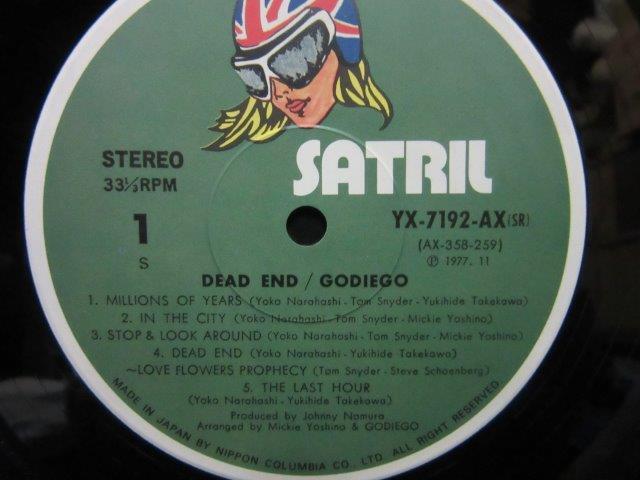 SATRIL
STEREO
33⅓RPM
YX-7192-AX(SR)
1
(AX-358-259)
S
Ⓟ 1977. 11
DEAD END / GODIEGO
1. MILLIONS OF YEARS (Yoko Narahashi - Tom Snyder - Yukihide Takekawa)
2. IN THE CITY (Yoko Narahashi - Tom Snyder - Mickie Yoshino)
3. STOP & LOOK AROUND (Yoko Narahashi - Tom Snyder - Mickie Yoshino)
4. DEAD END (Yoko Narahashi - Yukihide Takekawa)
~LOVE FLOWERS PROPHECY (Tom Snyder - Steve Schoenberg)
5. THE LAST HOUR
(Yoko Narahashi - Yukihide Takekawa)
Produced by Johnny Nomura
Arranged by Mickie Yoshino & GODIEGO
MADE IN JAPAN BY NIPPON COLUMBIA CO., LTD ALL RIGHT RESERVED